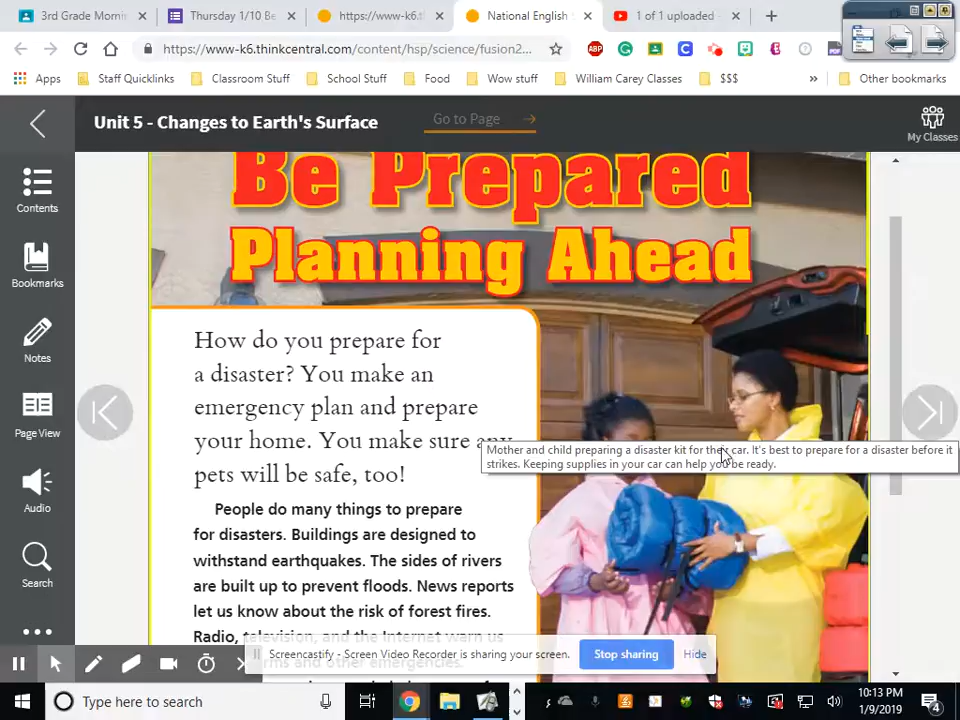 3rd Grade Morni
Thursday 1/10 Be
https://www-k6.t
National English
1 of 1 uploaded -
https://www-k6.thinkcentral.com/content/hsp/science/fusion2...
ABP
Apps
Staff Quicklinks
Classroom Stuff
School Stuff
Food
Wow stuff
William Carey Classes
$$$
Other bookmarks
Unit 5 - Changes to Earth's Surface
Go to Page
My Classes
Contents
Bookmarks
Notes
Page View
Audio
Search
Be Prepared
Planning Ahead
How do you prepare for
a disaster? You make an
emergency plan and prepare
your home. You make sure any
pets will be safe, too!
Mother and child preparing a disaster kit for their car. It's best to prepare for a disaster before it
strikes. Keeping supplies in your car can help you be ready.
People do many things to prepare
for disasters. Buildings are designed to
withstand earthquakes. The sides of rivers
are built up to prevent floods. News reports
let us know about the risk of forest fires.
Radio, television, and the Internet warn us
and other emergencies.
Screencastify - Screen Video Recorder is sharing your screen.
Stop sharing
Hide
Type here to search
10:13 PM
1/9/2019
4